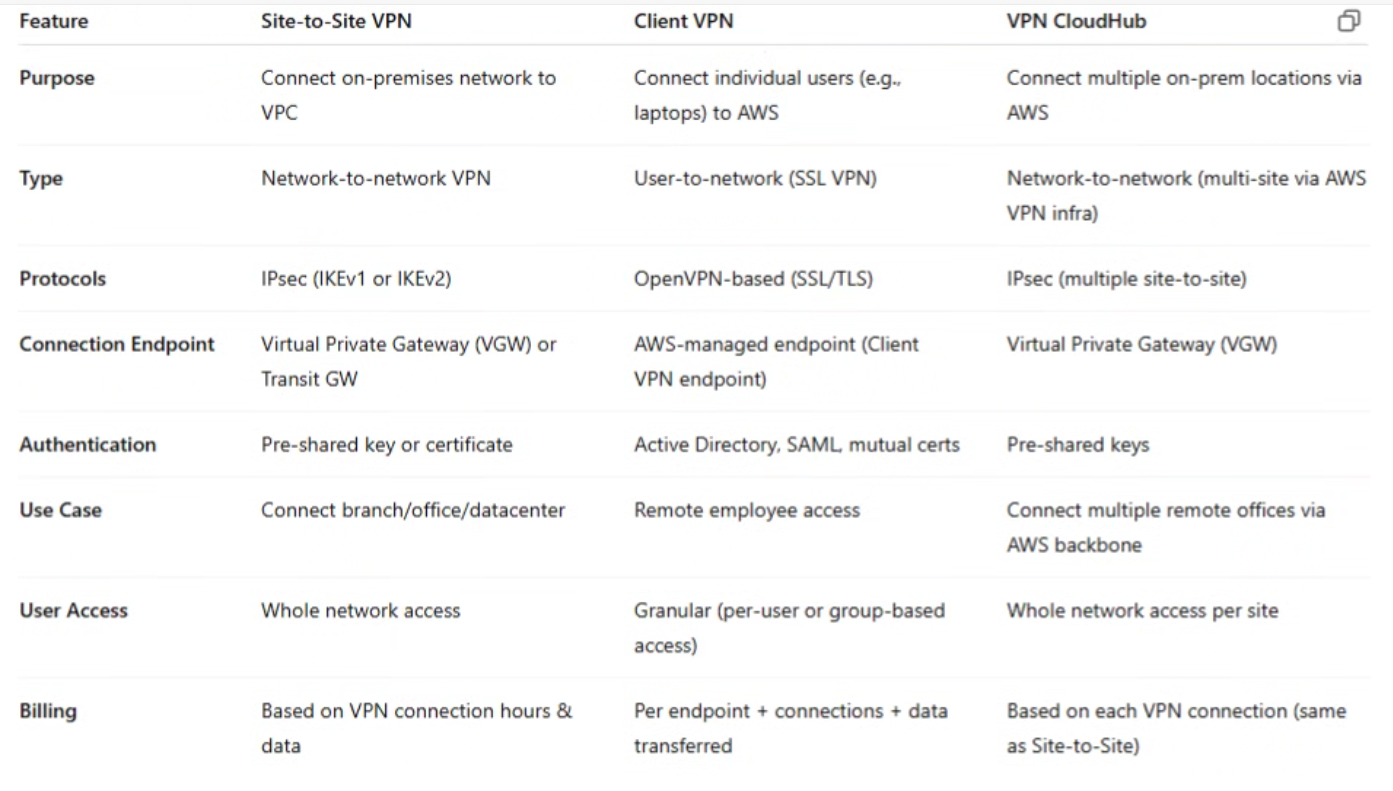 Feature Site-to-Site VPN Client VPN VPN CloudHub
Purpose Connect on-premises network to VPC Connect individual users (e.g., laptops) to AWS Connect multiple on-prem locations via AWS
Type Network-to-network VPN User-to-network (SSL VPN) Network-to-network (multi-site via AWS VPN infra)
Protocols IPsec (IKEv1 or IKEv2) OpenVPN-based (SSL/TLS) IPsec (multiple site-to-site)
Connection Endpoint Virtual Private Gateway (VGW) or Transit GW AWS-managed endpoint (Client VPN endpoint) Virtual Private Gateway (VGW)
Authentication Pre-shared key or certificate Active Directory, SAML, mutual certs Pre-shared keys
Use Case Connect branch/office/datacenter Remote employee access Connect multiple remote offices via AWS backbone
User Access Whole network access Granular (per-user or group-based access) Whole network access per site
Billing Based on VPN connection hours & data Per endpoint + connections + data transferred Based on each VPN connection (same as Site-to-Site)